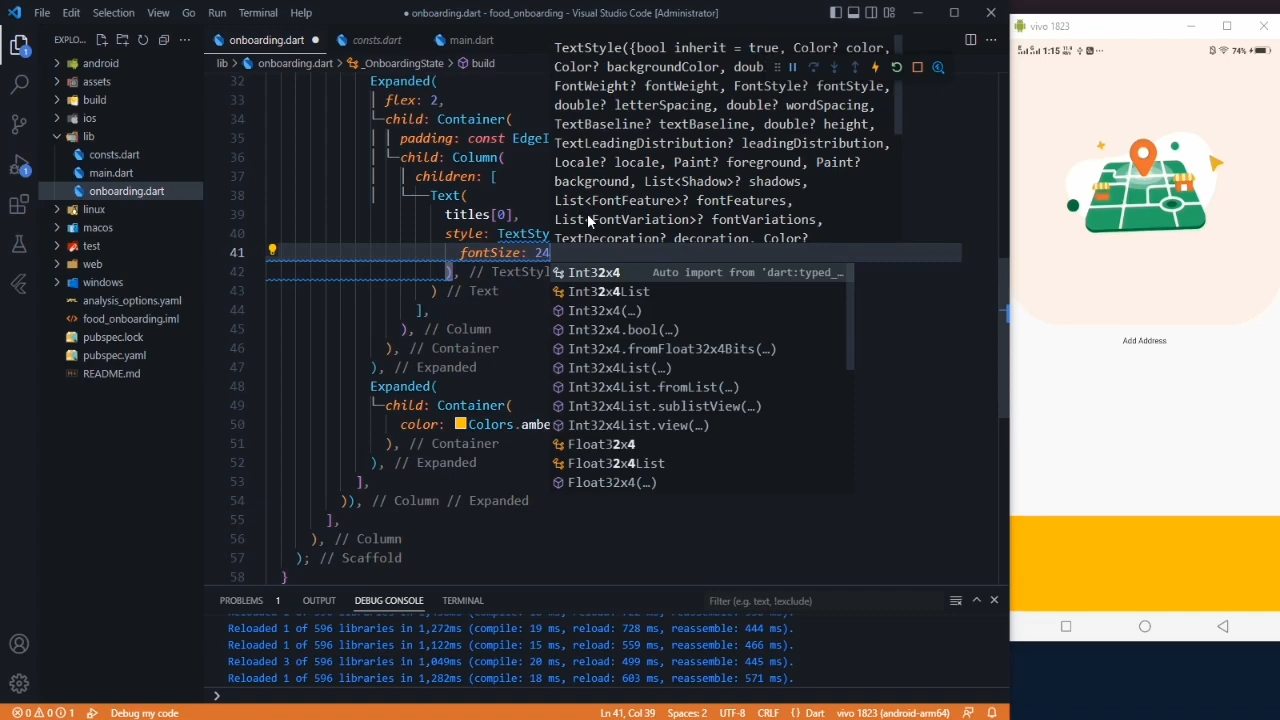 File Edit Selection View Go Run Terminal Help
● onboarding.dart - food_onboarding - Visual Studio Code [Administrator]
vivo 1823
EXPLO...
onboarding.dart ● consts.dart main.dart
lib > onboarding.dart > _OnboardingState > build
android
assets
build
ios
lib
consts.dart
main.dart
onboarding.dart
linux
macos
test
web
windows
analysis_options.yaml
food_onboarding.iml
pubspec.lock
pubspec.yaml
README.md
32 Expanded(
33 flex: 2,
34 child: Container(
35 padding: const EdgeI
36 child: Column(
37 children: [
38 Text(
39 titles[0],
40 style: TextSty
41 fontSize: 24
42 ), // TextStyl
43 ) // Text
44 ],
45 ), // Column
46 ), // Container
47 ), // Expanded
48 Expanded(
49 child: Container(
50 color: Colors.ambe
51 ), // Container
52 ), // Expanded
53 ],
54 )), // Column // Expanded
55 ],
56 ), // Column
57 ); // Scaffold
58 }
TextStyle({bool inherit = true, Color? color,
Color? backgroundColor, doub
FontWeight? fontWeight, FontStyle? fontStyle,
double? letterSpacing, double? wordSpacing,
TextBaseline? textBaseline, double? height,
TextLeadingDistribution? leadingDistribution,
Locale? locale, Paint? foreground, Paint?
background, List<Shadow>? shadows,
List<FontFeature>? fontFeatures,
List<FontVariation>? fontVariations,
TextDecoration? decoration, Color?
Int32x4 Auto import from 'dart:typed_...
Int32x4List
Int32x4(…)
Int32x4.bool(…)
Int32x4.fromFloat32x4Bits(…)
Int32x4List(…)
Int32x4List.fromList(…)
Int32x4List.sublistView(…)
Int32x4List.view(…)
Float32x4
Float32x4List
Float32x4(…)
PROBLEMS 1 OUTPUT DEBUG CONSOLE TERMINAL
Filter (e.g. text, !exclude)
Reloaded 1 of 596 libraries in 1,272ms (compile: 19 ms, reload: 728 ms, reassemble: 444 ms).
Reloaded 1 of 596 libraries in 1,122ms (compile: 15 ms, reload: 559 ms, reassemble: 466 ms).
Reloaded 3 of 596 libraries in 1,049ms (compile: 20 ms, reload: 499 ms, reassemble: 445 ms).
Reloaded 1 of 596 libraries in 1,282ms (compile: 18 ms, reload: 603 ms, reassemble: 571 ms).
>
0 0 1 Debug my code
Ln 41, Col 39 Spaces: 2 UTF-8 CRLF {} Dart vivo 1823 (android-arm64)
1:15
74%
Add Address
1
1